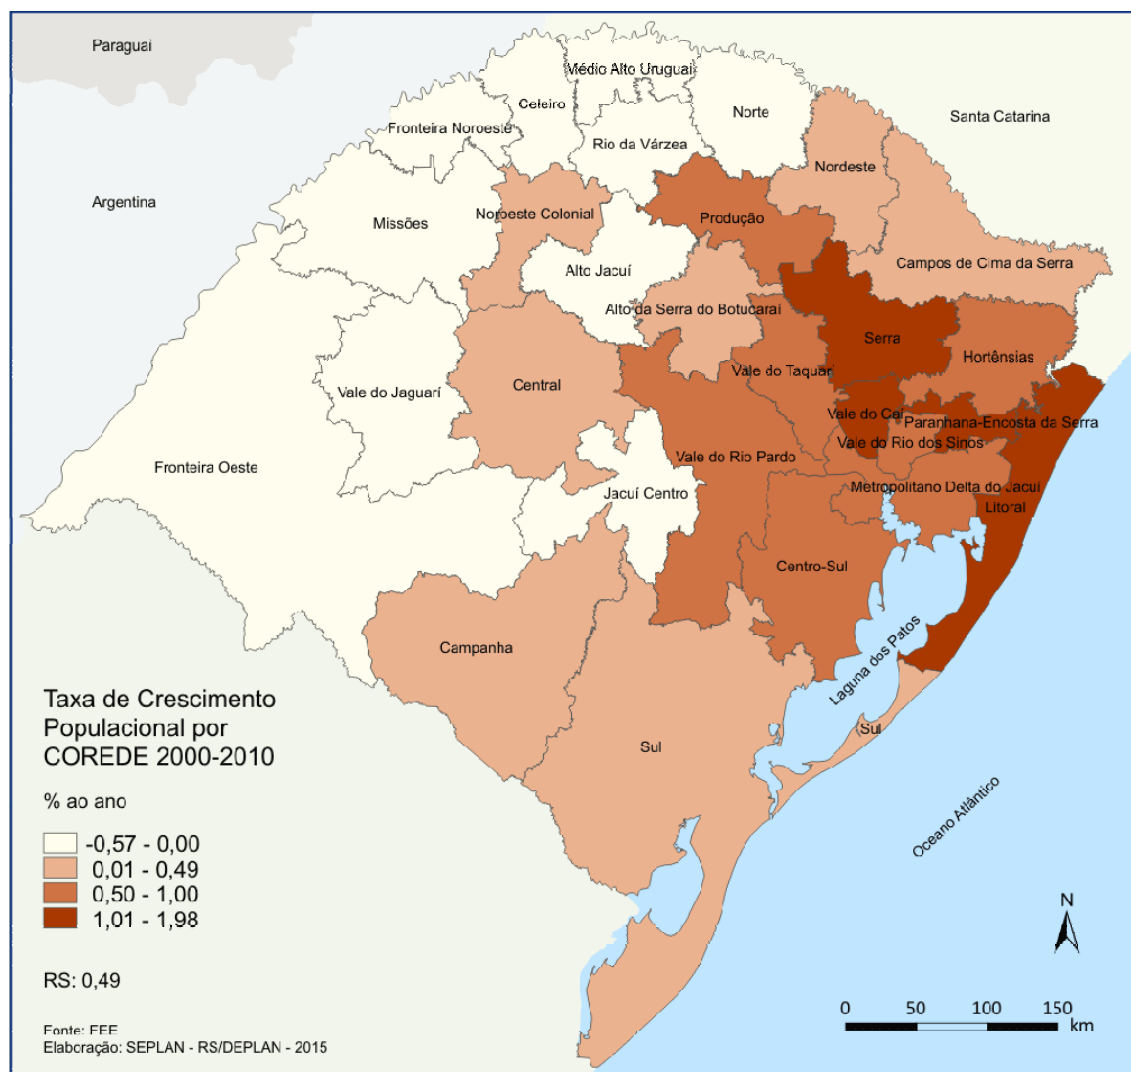 Paraguai
Médio Alto Uruguai
Celeiro
Norte
Santa Catarina
Fronteira Noroeste
Rio da Várzea
Nordeste
Argentina
Missões
Noroeste Colonial
Produção
Alto Jacuí
Campos de Cima da Serra
Alto da Serra do Botucaraí
Serra
Hortênsias
Vale do Taquari
Central
Vale do Jaguari
Vale do Caí
Paranhana-Encosta da Serra
Vale do Rio dos Sinos
Vale do Rio Pardo
Fronteira Oeste
Metropolitano Delta do Jacuí
Jacuí Centro
Litoral
Centro-Sul
Campanha
Laguna dos Patos
Sul
Sul
Oceano Atlântico
Taxa de Crescimento
Populacional por
COREDE 2000-2010
% ao ano
-0,57 - 0,00
0,01 - 0,49
0,50 - 1,00
1,01 - 1,98
RS: 0,49
Fonte: FEE
Elaboração: SEPLAN - RS/DEPLAN - 2015
N
0 50 100 150
km